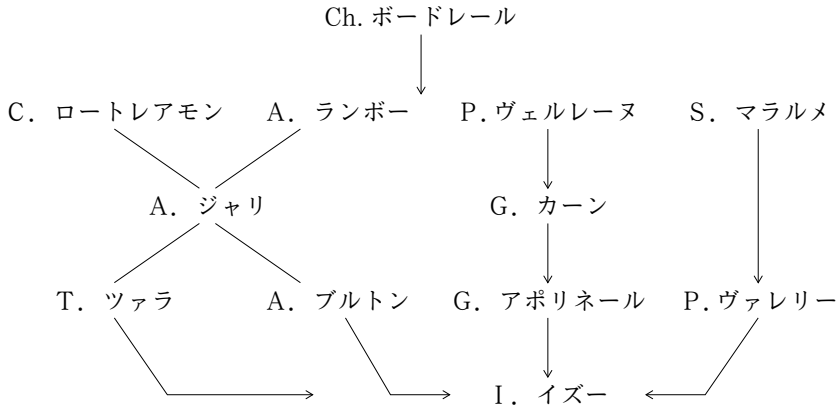 Ch. ボードレール
C. ロートレアモン A. ランボー P. ヴェルレーヌ S. マラルメ
A. ジャリ G. カーン
T. ツァラ A. ブルトン G. アポリネール P. ヴァレリー
I. イズー